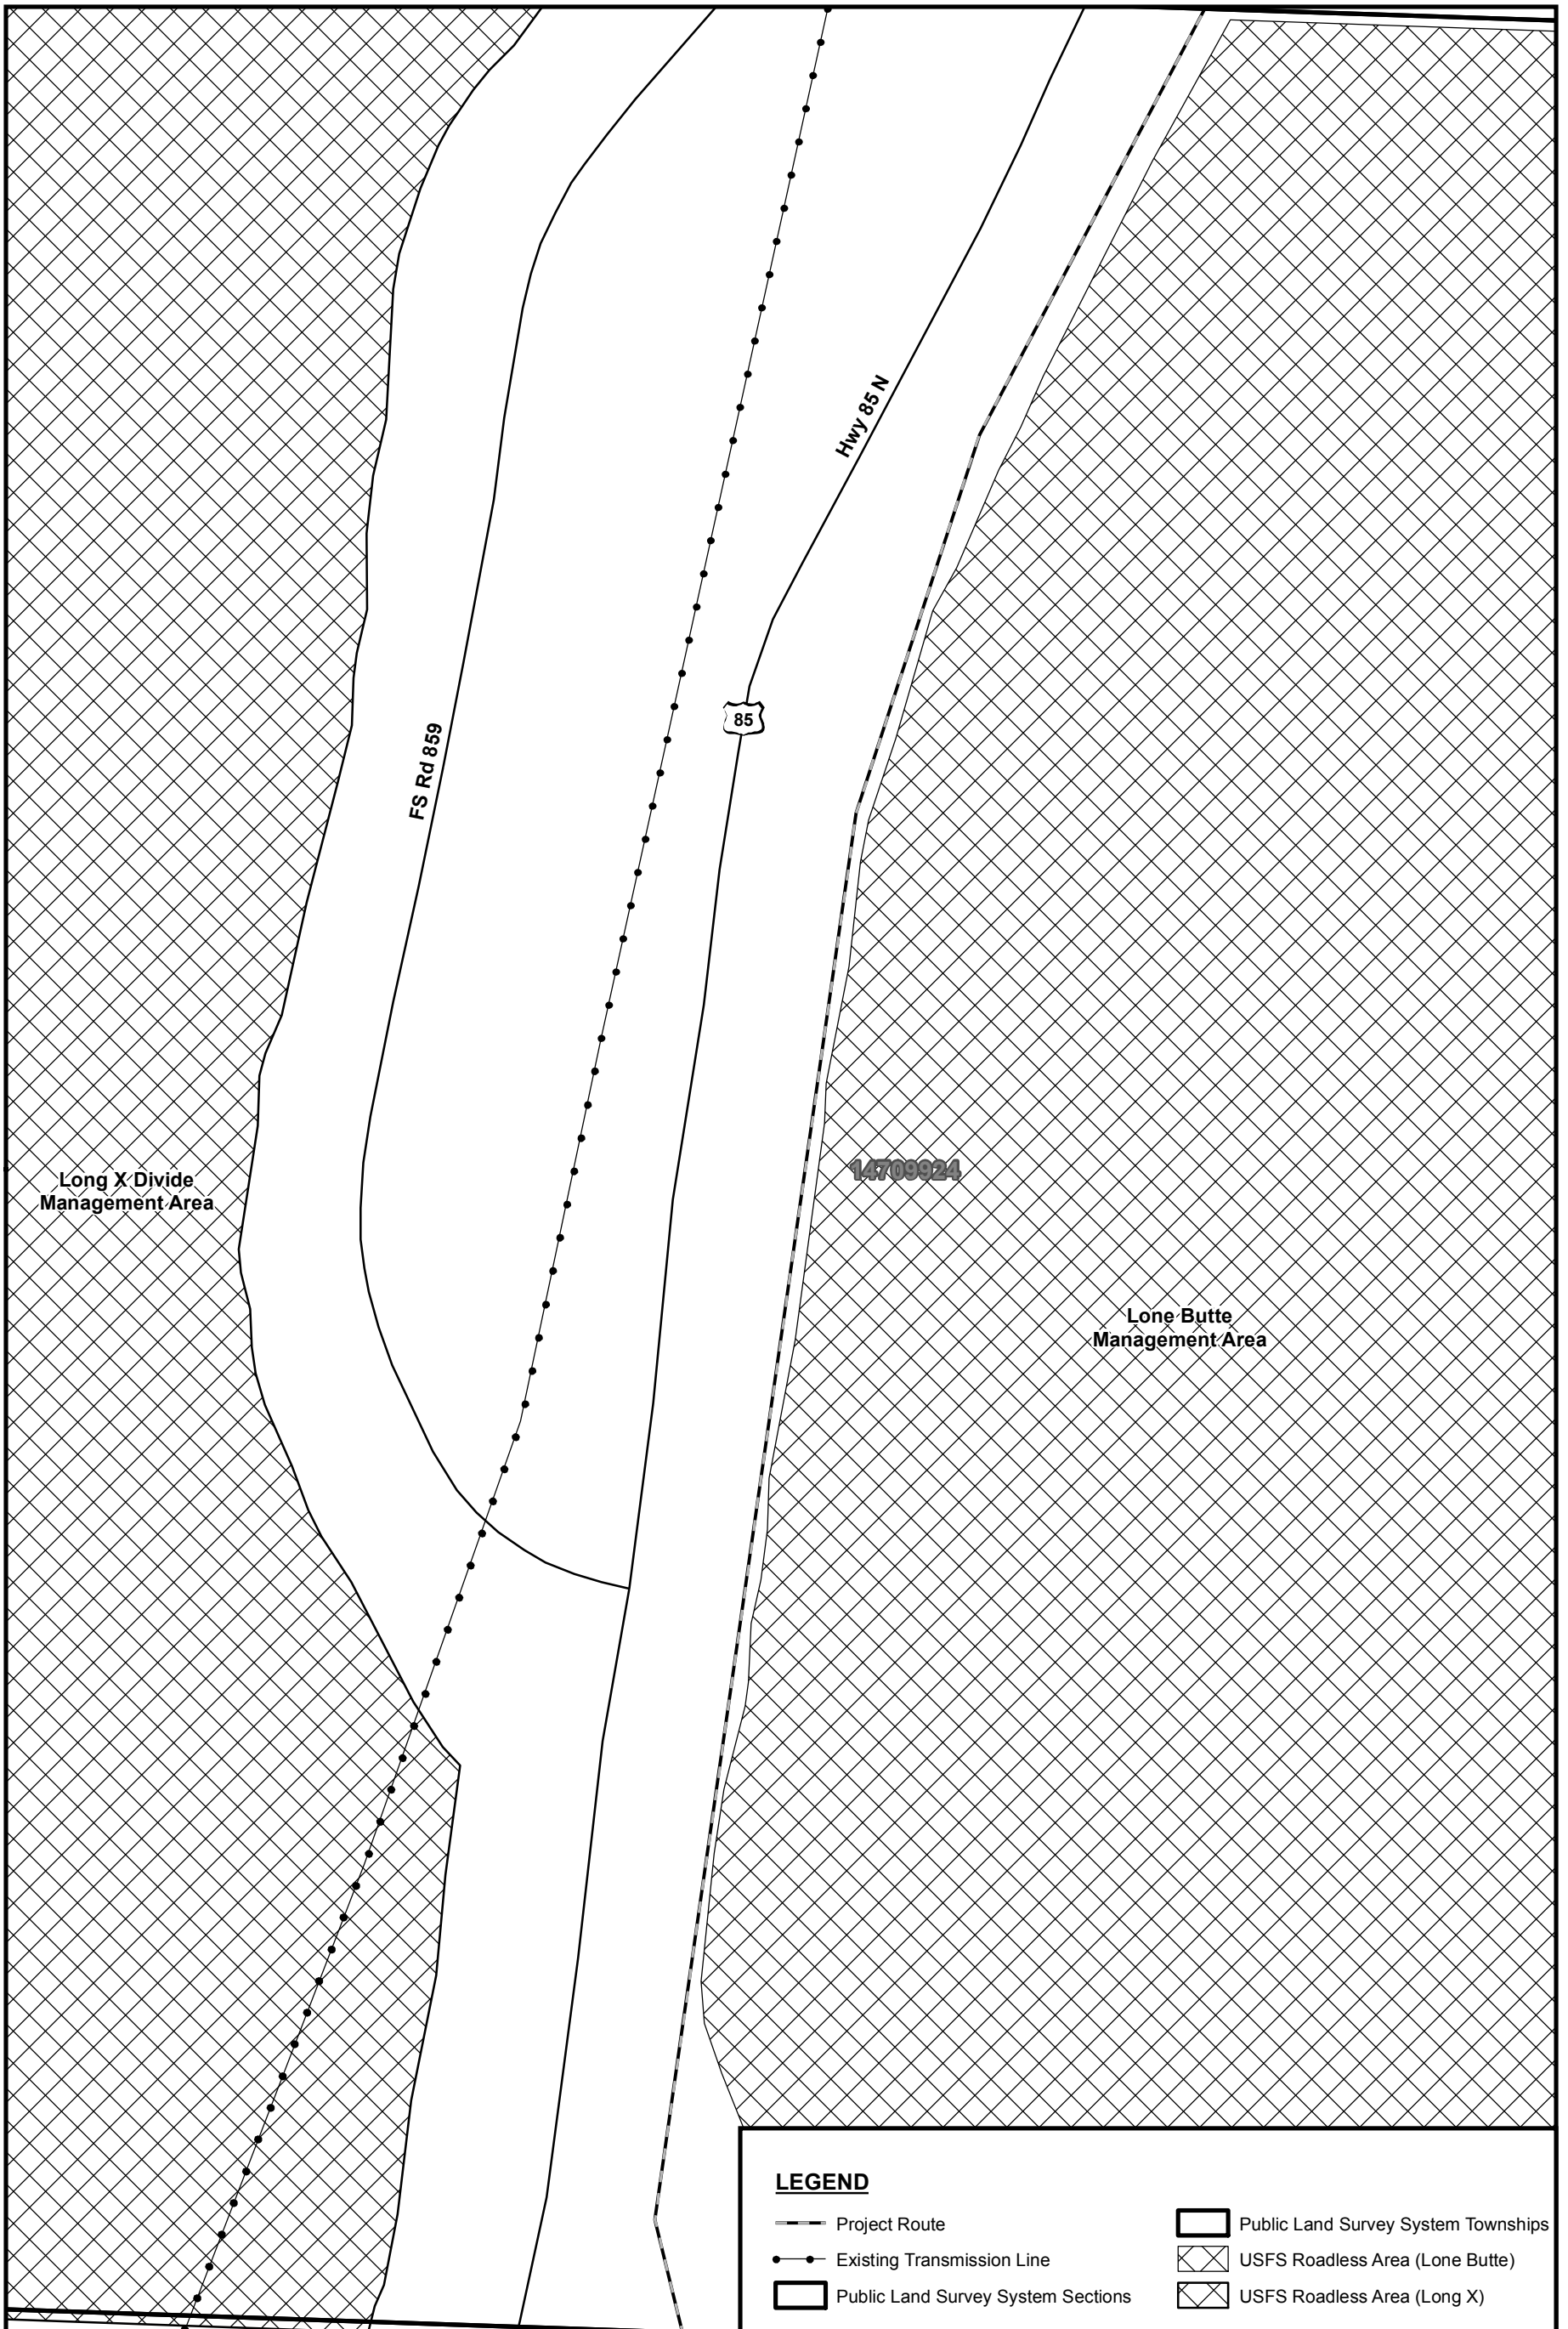 Hwy 85 N
85
FS Rd 859
14709924
Long X Divide
Management Area
Lone Butte
Management Area
LEGEND
Project Route
Existing Transmission Line
Public Land Survey System Sections
Public Land Survey System Townships
USFS Roadless Area (Lone Butte)
USFS Roadless Area (Long X)